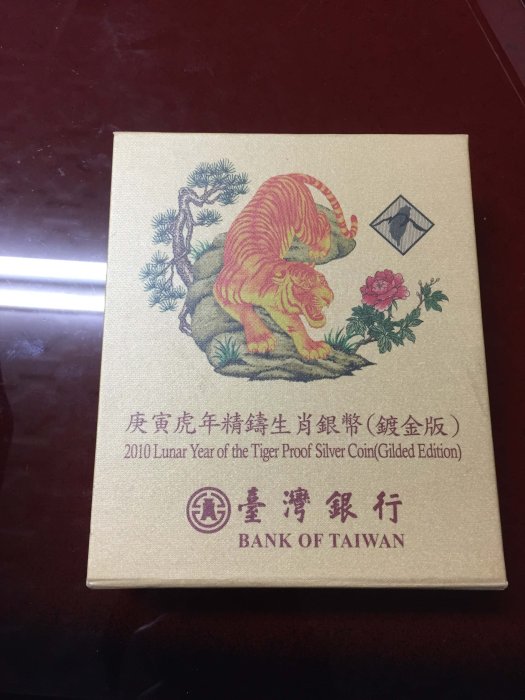 庚寅虎年精鑄生肖銀幣(鍍金版)
2010 Lunar Year of the Tiger Proof Silver Coin(Gilded Edition)
臺灣銀行
BANK OF TAIWAN